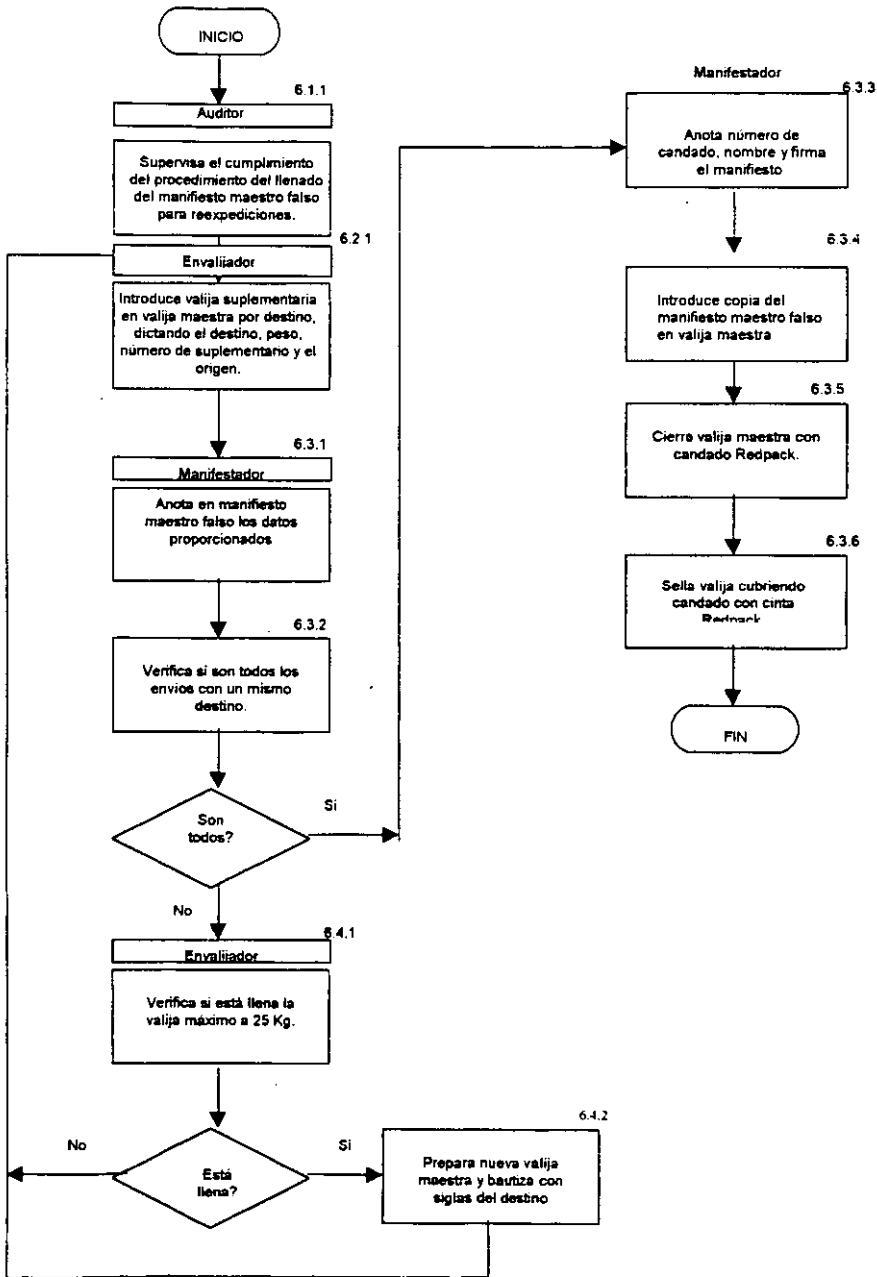 INICIO
6.1.1
Auditor
Supervisa el cumplimiento
del procedimiento del llenado
del manifiesto maestro falso
para reexpediciones.
6.2.1
Envalijador
Introduce valija suplementaria
en valija maestra por destino,
dictando el destino, peso,
número de suplementario y el
origen.
6.3.1
Manifestador
Anota en manifiesto
maestro falso los datos
proporcionados
6.3.2
Verifica si son todos los
envios con un mismo
destino.
Son
todos?
Si
No
6.4.1
Envalijador
Verifica si está llena la
valija máximo a 25 Kg.
No
Está
llena?
Si
6.4.2
Prepara nueva valija
maestra y bautiza con
siglas del destino
Manifestador
6.3.3
Anota número de
candado, nombre y firma
el manifiesto
6.3.4
Introduce copia del
manifiesto maestro falso
en valija maestra
6.3.5
Cierra valija maestra con
candado Redpack.
6.3.6
Sella valija cubriendo
candado con cinta
Redpack
FIN